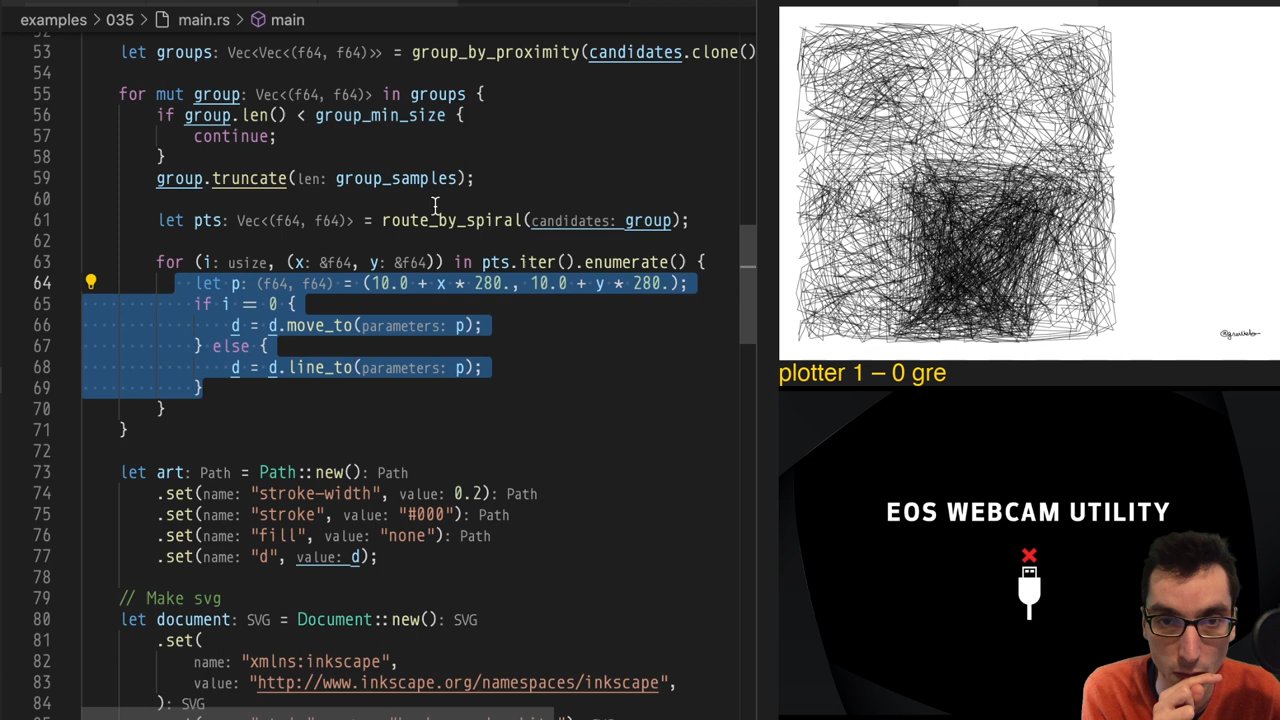 examples > 035 > main.rs > main
53 let groups: Vec<Vec<(f64, f64)>> = group_by_proximity(candidates.clone()
54
55 for mut group: Vec<(f64, f64)> in groups {
56 if group.len() < group_min_size {
57 continue;
58 }
59 group.truncate(len: group_samples);
60
61 let pts: Vec<(f64, f64)> = route_by_spiral(candidates: group);
62
63 for (i: usize, (x: &f64, y: &f64)) in pts.iter().enumerate() {
64 let p: (f64, f64) = (10.0 + x * 280., 10.0 + y * 280.);
65 if i == 0 {
66 d = d.move_to(parameters: p);
67 } else {
68 d = d.line_to(parameters: p);
69 }
70 }
71 }
72
73 let art: Path = Path::new(): Path
74 .set(name: "stroke-width", value: 0.2): Path
75 .set(name: "stroke", value: "#000"): Path
76 .set(name: "fill", value: "none"): Path
77 .set(name: "d", value: d);
78
79 // Make svg
80 let document: SVG = Document::new(): SVG
81 .set(
82 name: "xmlns:inkscape",
83 value: "http://www.inkscape.org/namespaces/inkscape",
84 ): SVG
plotter 1 – 0 gre
EOS WEBCAM UTILITY